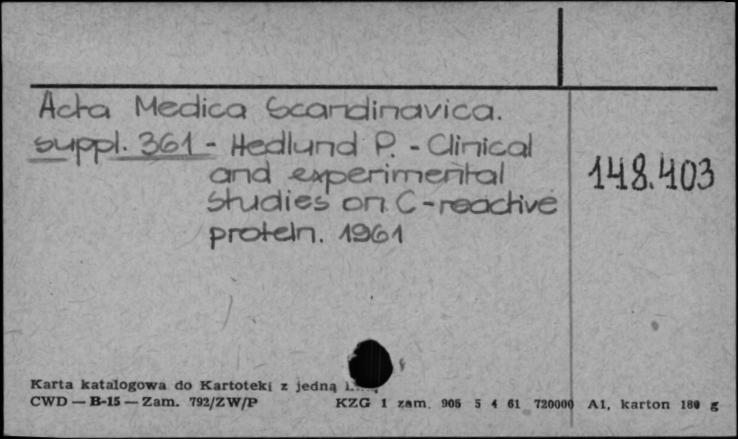 Acta Medica Scandinavica.
suppl. 361 - Hedlund P. - Clinical
and experimental
studies on C-reactive
protein. 1961
148.403
Karta katalogowa do Kartoteki z jedną
CWD — B-15 — Zam. 792/ZW/P KZG 1 zam. 905 5 4 61 720000 A1, karton 180 g